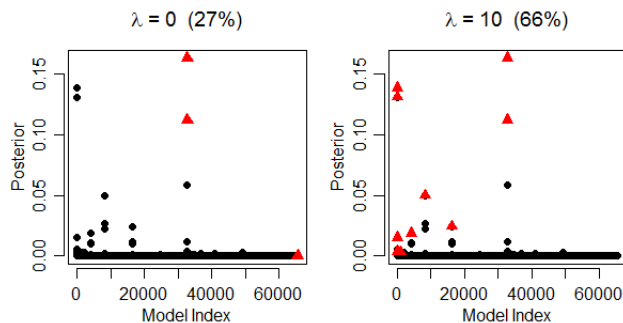 λ = 0 (27%)
λ = 10 (66%)
Posterior
0.00 0.05 0.10 0.15
0 20000 40000 60000
Model Index
Posterior
0.00 0.05 0.10 0.15
0 20000 40000 60000
Model Index